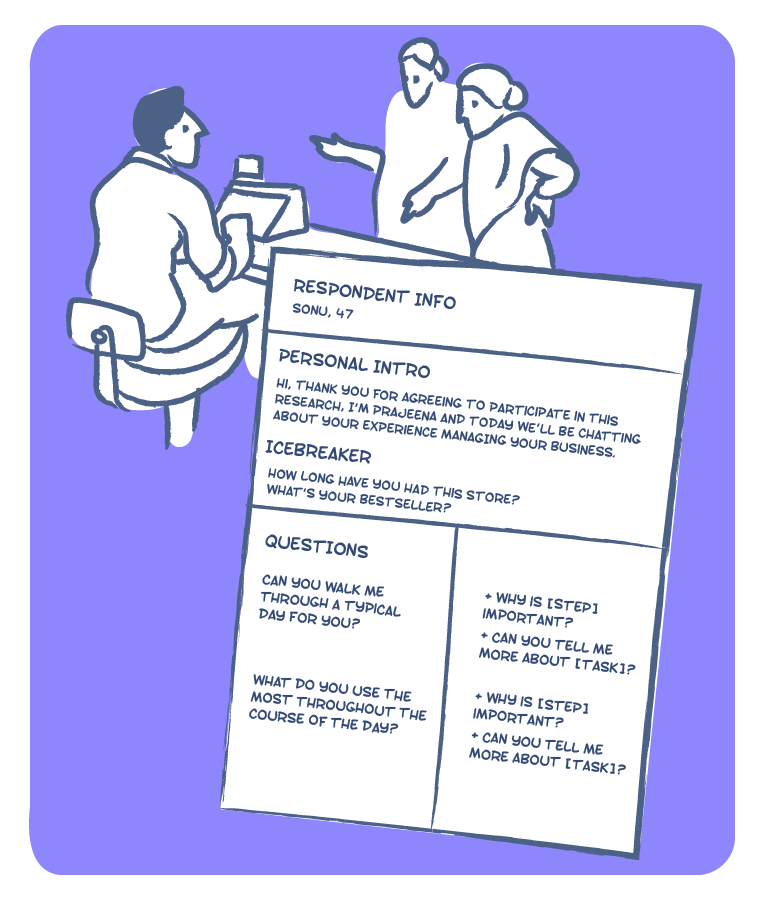 RESPONDENT INFO
SONU, 47
PERSONAL INTRO
HI, THANK YOU FOR AGREEING TO PARTICIPATE IN THIS
RESEARCH, I'M PRAJEENA AND TODAY WE'LL BE CHATTING
ABOUT YOUR EXPERIENCE MANAGING YOUR BUSINESS.
ICEBREAKER
HOW LONG HAVE YOU HAD THIS STORE?
WHAT'S YOUR BESTSELLER?
QUESTIONS
CAN YOU WALK ME
THROUGH A TYPICAL
DAY FOR YOU?
+ WHY IS [STEP]
IMPORTANT?
+ CAN YOU TELL ME
MORE ABOUT [TASK]?
WHAT DO YOU USE THE
MOST THROUGHOUT THE
COURSE OF THE DAY?
+ WHY IS [STEP]
IMPORTANT?
+ CAN YOU TELL ME
MORE ABOUT [TASK]?